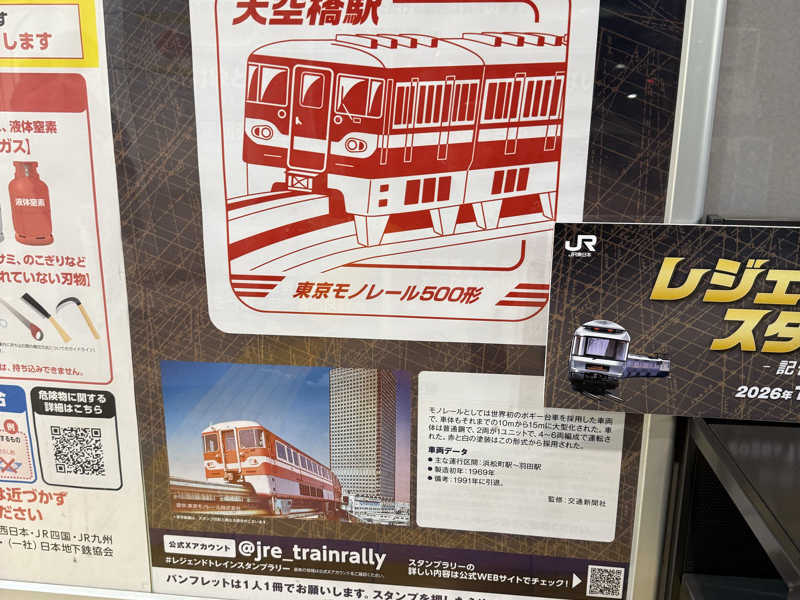 天空橋駅
東京モノレール500形
モノレールとしては世界初のボギー台車を採用した車両
で、車体もそれまでの10mから15mに大型化された。車
体は普通鋼で、2両が1ユニットで、4〜6両編成で運転さ
れた。赤と白の塗装はこの形式から採用された。
車両データ
●主な運行区間：浜松町駅〜羽田駅
●製造初年：1969年
●備考：1991年に引退。
監修：交通新聞社
公式Xアカウント
@jre_trainrally
#レジェンドトレインスタンプラリー
スタンプラリーの
詳しい内容は公式WEBサイトでチェック！
パンフレットは1人1冊でお願いします。スタンプを押し
JR
JR東日本
レジェ
スタ
2026年
します
、液体窒素
ガス】
液体窒素
サミ、のこぎりなど
れていない刃物】
は、持ち込みできません。
危険物に関する
詳細はこちら
は近づかず
ださい
西日本・JR四国・JR九州
・(一社) 日本地下鉄協会